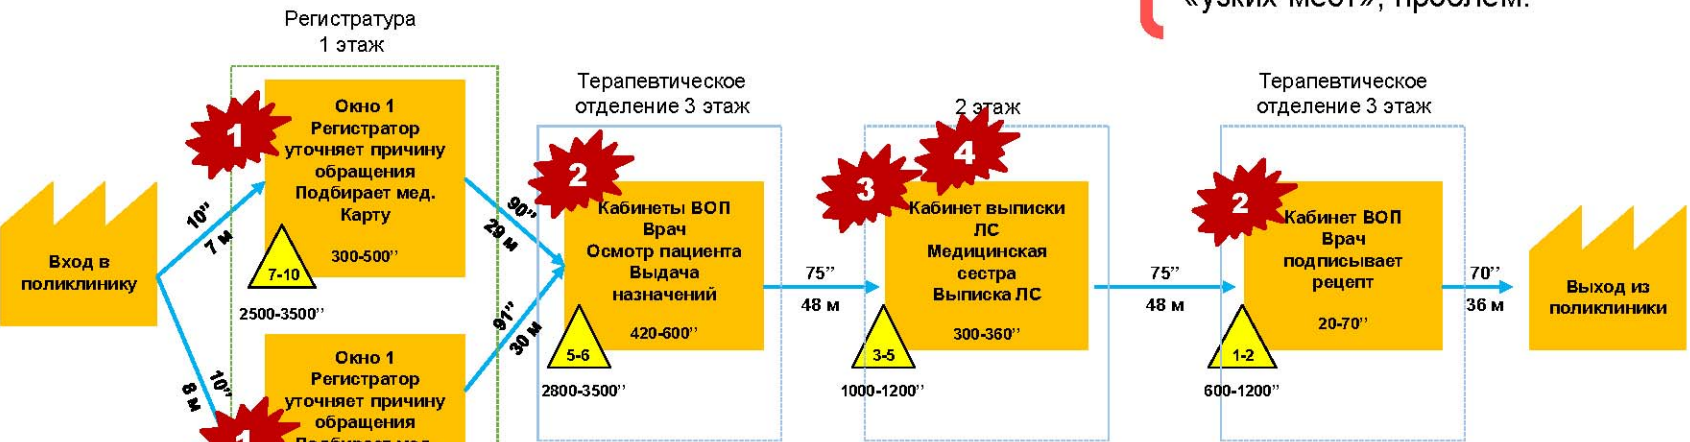 «узких мест», проблем.
Регистратура
1 этаж
Терапевтическое
отделение 3 этаж
2 этаж
Терапевтическое
отделение 3 этаж
Вход в
поликлинику
10’’
7 м
10’’
8 м
1
Окно 1
Регистратор
уточняет причину
обращения
Подбирает мед.
Карту
300-500’’
7-10
2500-3500’’
1
Окно 1
Регистратор
уточняет причину
обращения
Подбирает мед.
90’’
29 м
91’’
30 м
2
Кабинеты ВОП
Врач
Осмотр пациента
Выдача
назначений
420-600’’
5-6
2800-3500’’
75’’
48 м
3
4
Кабинет выписки
ЛС
Медицинская
сестра
Выписка ЛС
300-360’’
3-5
1000-1200’’
75’’
48 м
2
Кабинет ВОП
Врач
подписывает
рецепт
20-70’’
1-2
600-1200’’
70’’
36 м
Выход из
поликлиники